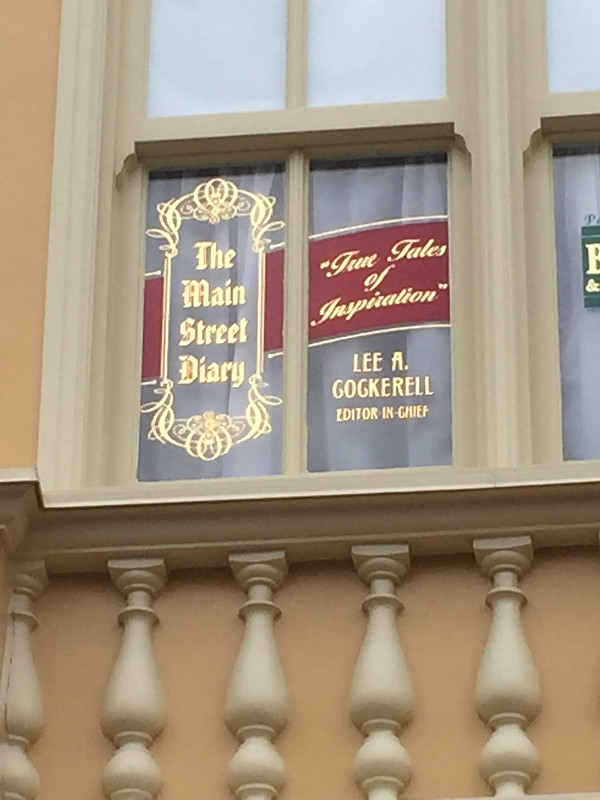 The
Main
Street
Diary
"True Tales
of
Inspiration"
LEE A.
COCKERELL
EDITOR-IN-CHIEF
&